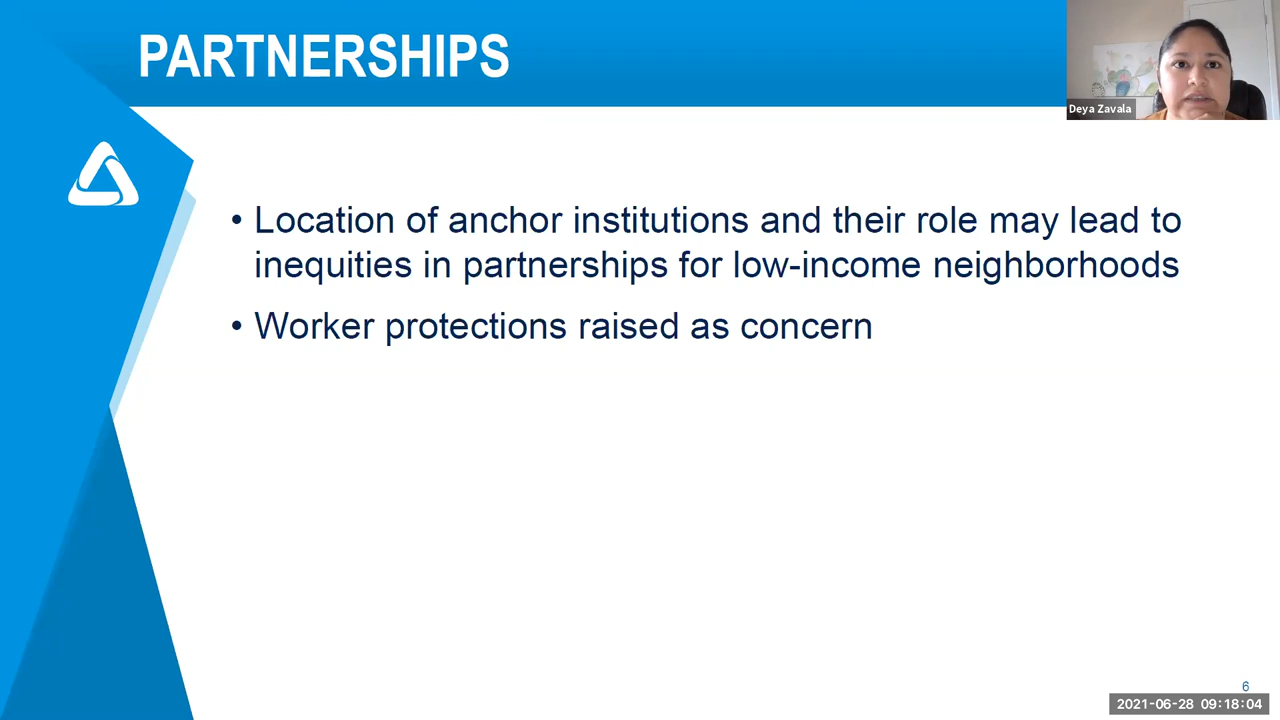 PARTNERSHIPS
Deya Zavala
• Location of anchor institutions and their role may lead to
inequities in partnerships for low-income neighborhoods
• Worker protections raised as concern
6
2021-06-28 09:18:04